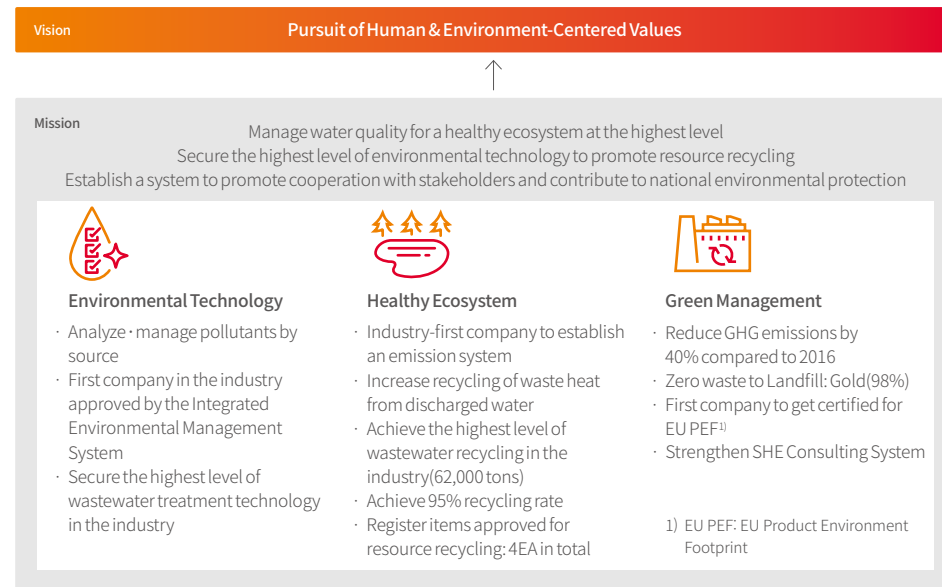 Vision
Pursuit of Human & Environment-Centered Values
Mission
Manage water quality for a healthy ecosystem at the highest level
Secure the highest level of environmental technology to promote resource recycling
Establish a system to promote cooperation with stakeholders and contribute to national environmental protection
Environmental Technology
· Analyze·manage pollutants by
source
· First company in the industry
approved by the Integrated
Environmental Management
System
· Secure the highest level of
wastewater treatment technology
in the industry
Healthy Ecosystem
· Industry-first company to establish
an emission system
· Increase recycling of waste heat
from discharged water
· Achieve the highest level of
wastewater recycling in the
industry(62,000 tons)
· Achieve 95% recycling rate
· Register items approved for
resource recycling: 4EA in total
Green Management
· Reduce GHG emissions by
40% compared to 2016
· Zero waste to Landfill: Gold(98%)
· First company to get certified for
EU PEF1)
· Strengthen SHE Consulting System
1) EU PEF: EU Product Environment
Footprint